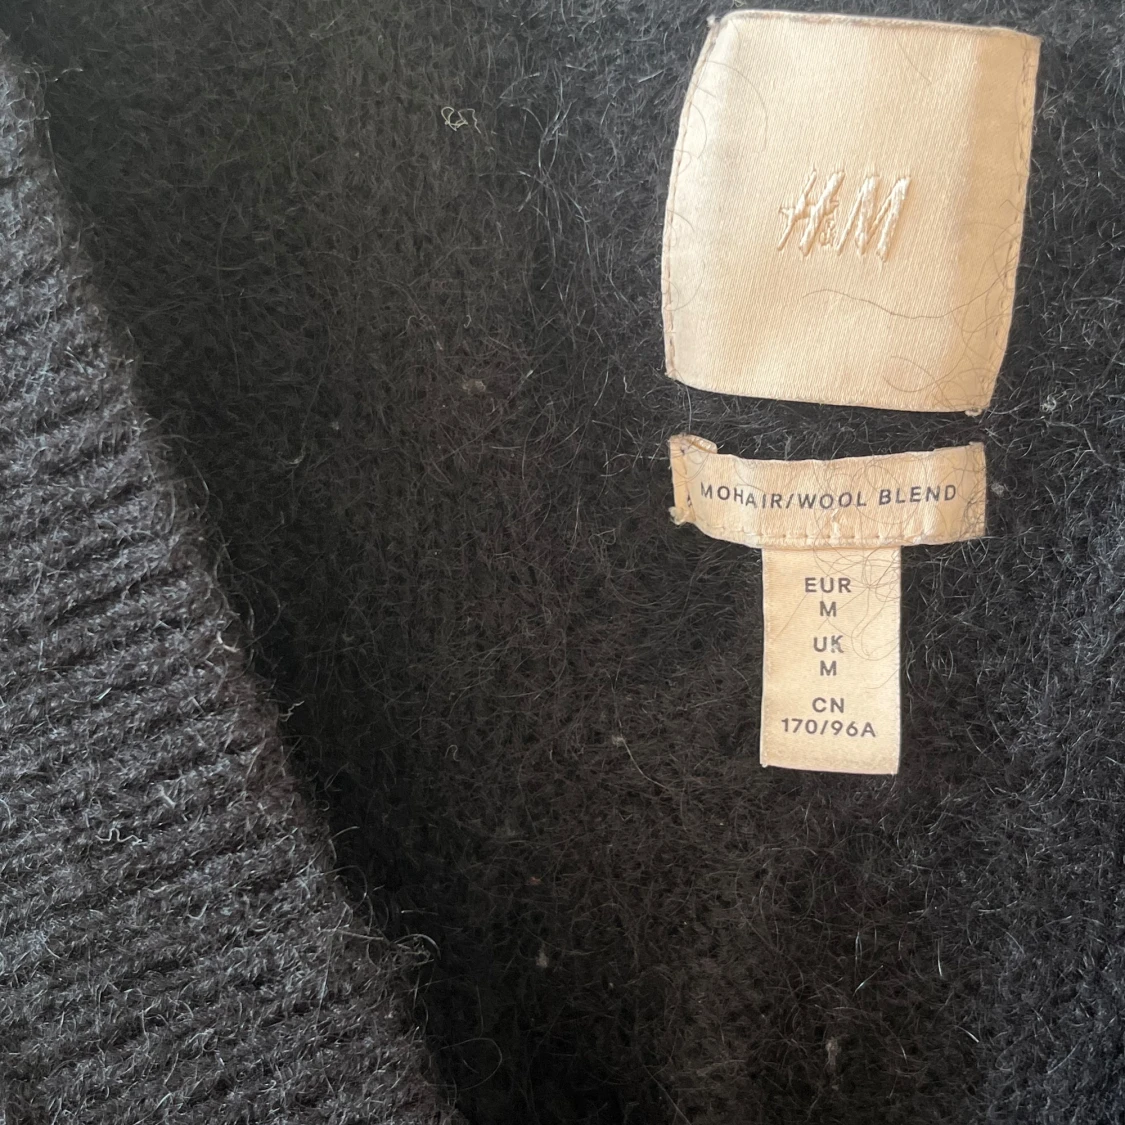 H&M
MOHAIR/WOOL BLEND
EUR
M
UK
M
CN
170/96A